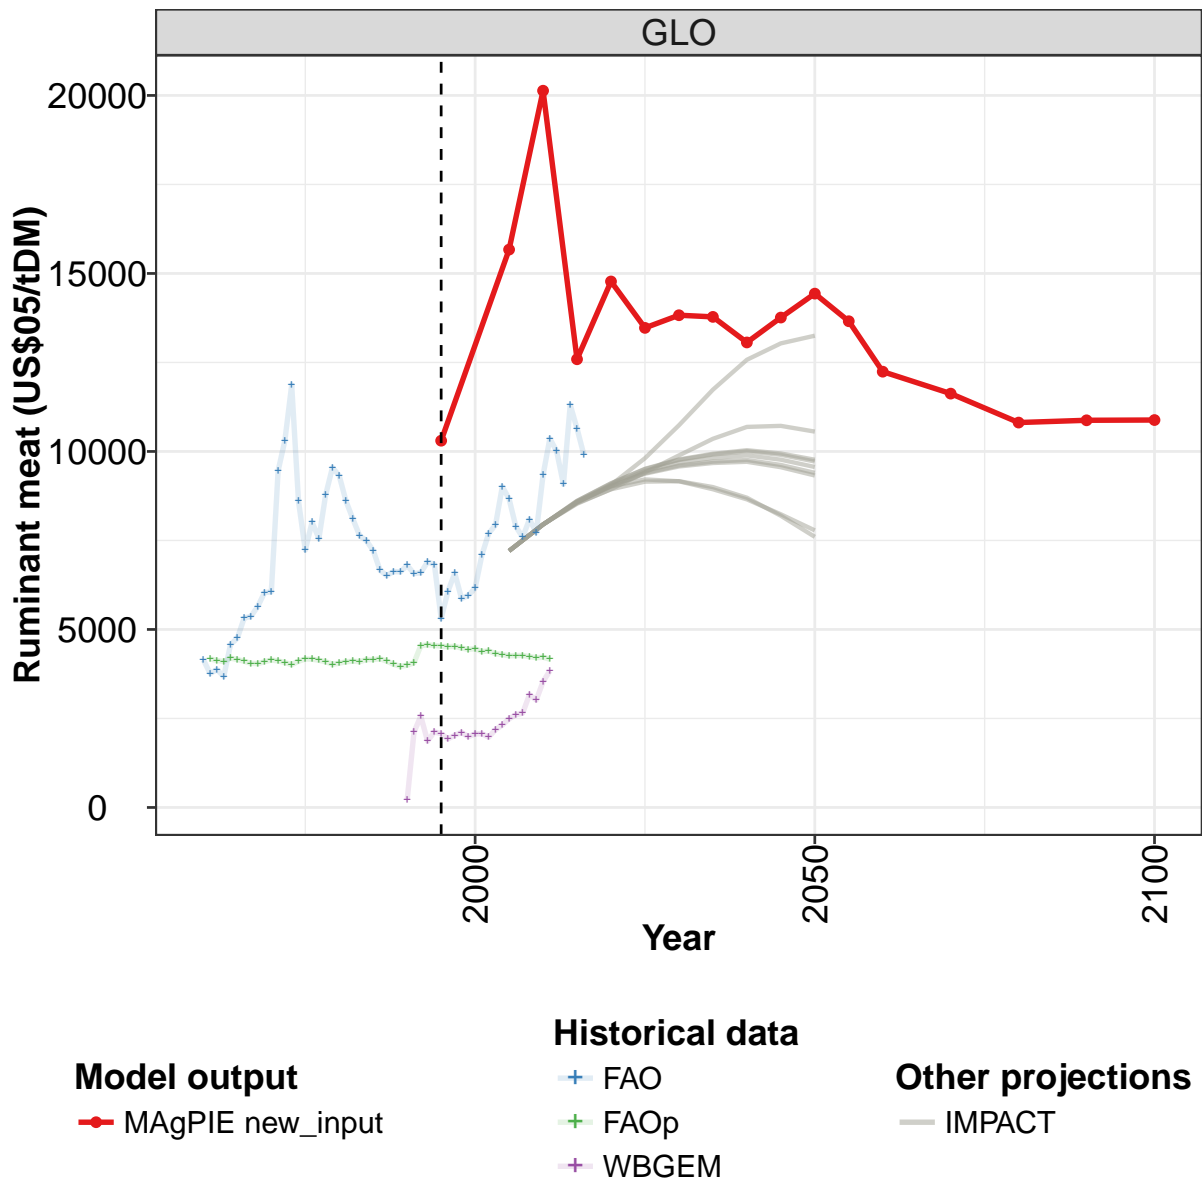 GLO
Ruminant meat (US$05/tDM)
20000
15000
10000
5000
0
2000
2050
2100
Year
Historical data
Model output
Other projections
FAO
MAgPIE new_input
FAOp
IMPACT
WBGEM